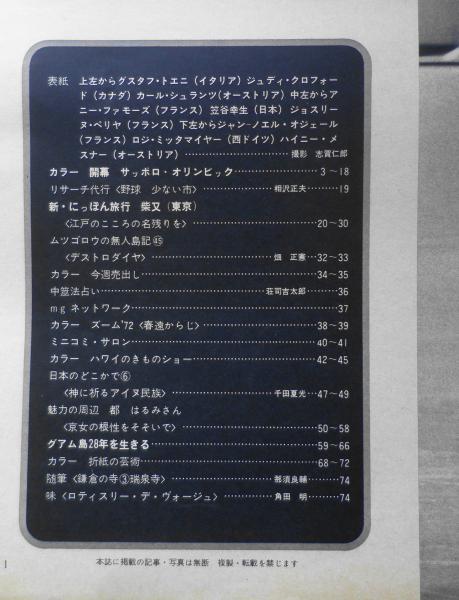 表紙 上左からグスタフ・トエニ（イタリア）ジュディ・クロフォー
ド（カナダ）カール・シュランツ（オーストリア）中左からア
ニー・ファモーズ（フランス）笠谷幸生（日本）ジョスリー
ヌ・ペリヤ（フランス）下左からジャン・ノエル・オジェール
（フランス）ロジ・ミッタマイヤー（西ドイツ）ハイニー・メ
スナー（オーストリア）……………………撮影 志賀仁郎
カラー 開幕 サッポロ・オリンピック……………3～18
リサーチ代行〈野球 少ない市〉……………相沢正夫………19
新・にっぽん旅行 柴又（東京）
〈江戸のこころの名残りを〉……………………20～30
ムツゴロウの無人島記㊺
〈デストロダイヤ〉……………………畑 正憲…32～33
カラー 今週売出し……………………………34～35
中筮法占い……………………………荘司吉太郎………36
mgネットワーク………………………………37
カラー ズーム'72〈春遠からじ〉……………………38～39
ミニコミ・サロン……………………………40～41
カラー ハワイのきものショー……………………42～45
日本のどこかで⑥
〈神に祈るアイヌ民族〉……………………千田夏光…47～49
魅力の周辺 都 はるみさん
〈京女の根性をそそいで〉……………………50～58
グアム島28年を生きる……………………………59～66
カラー 折紙の芸術……………………………68～72
随筆〈鎌倉の寺③瑞泉寺〉……………………那須良輔………74
味〈ロティスリー・デ・ヴォージュ〉……………角田 明………74
本誌に掲載の記事・写真は無断 複製・転載を禁じます
1